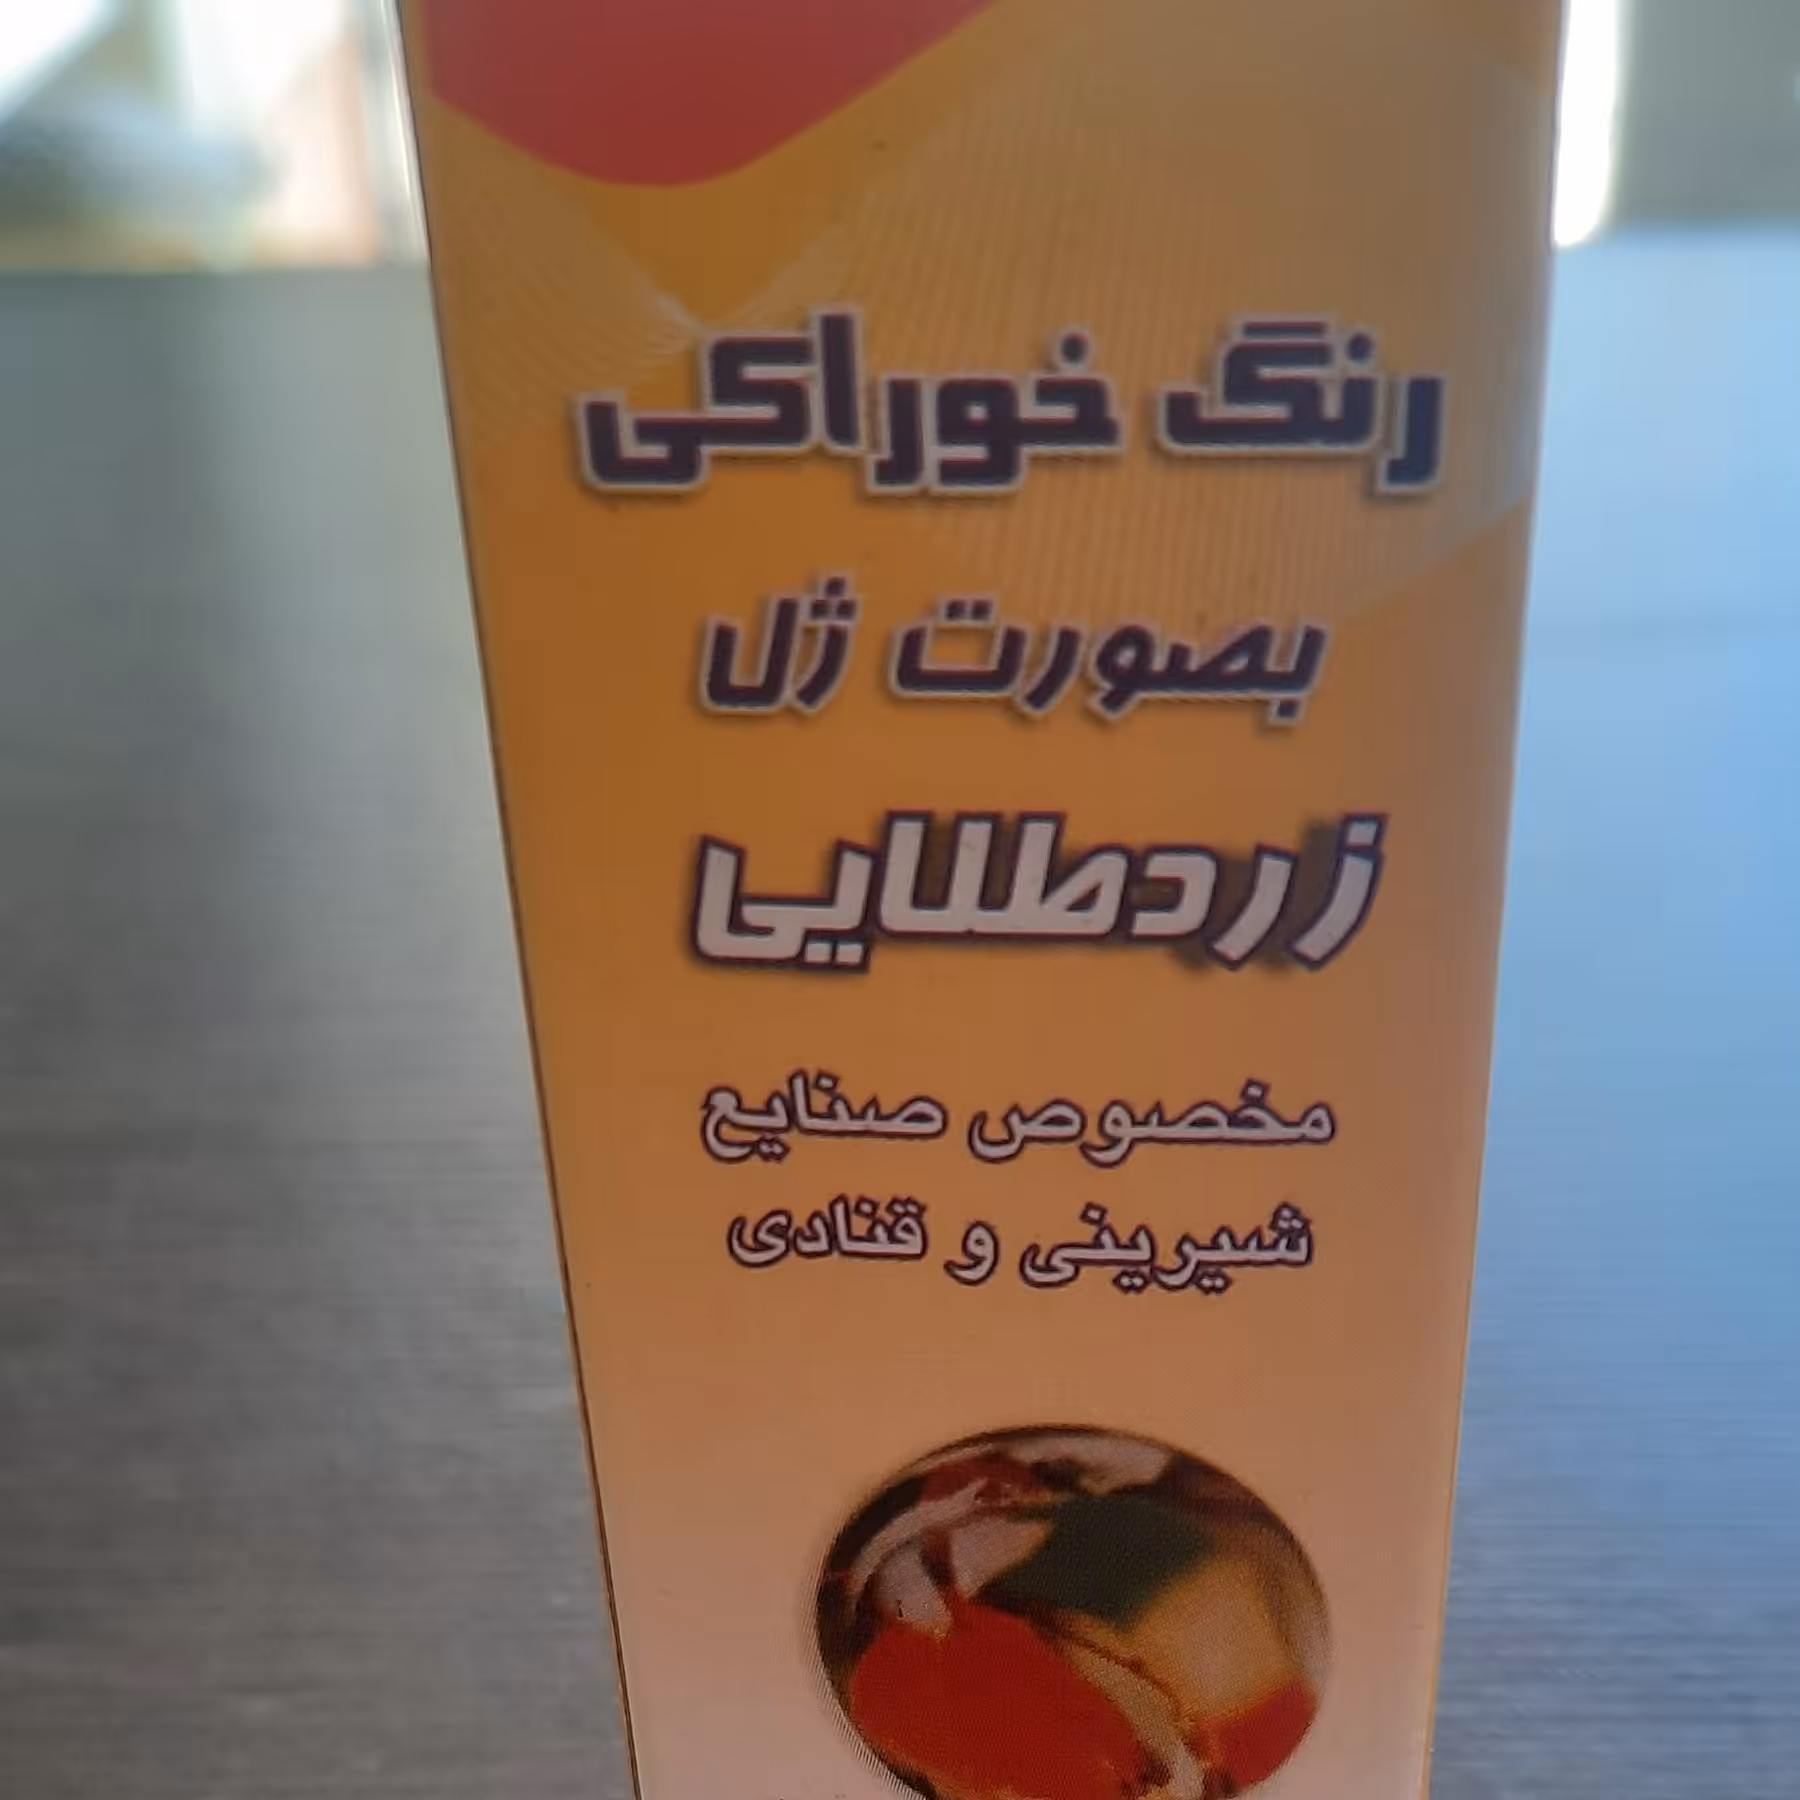 رنگ خوراکی
بصورت ژل
زردطلایی
مخصوص صنایع
شیرینی و قنادی